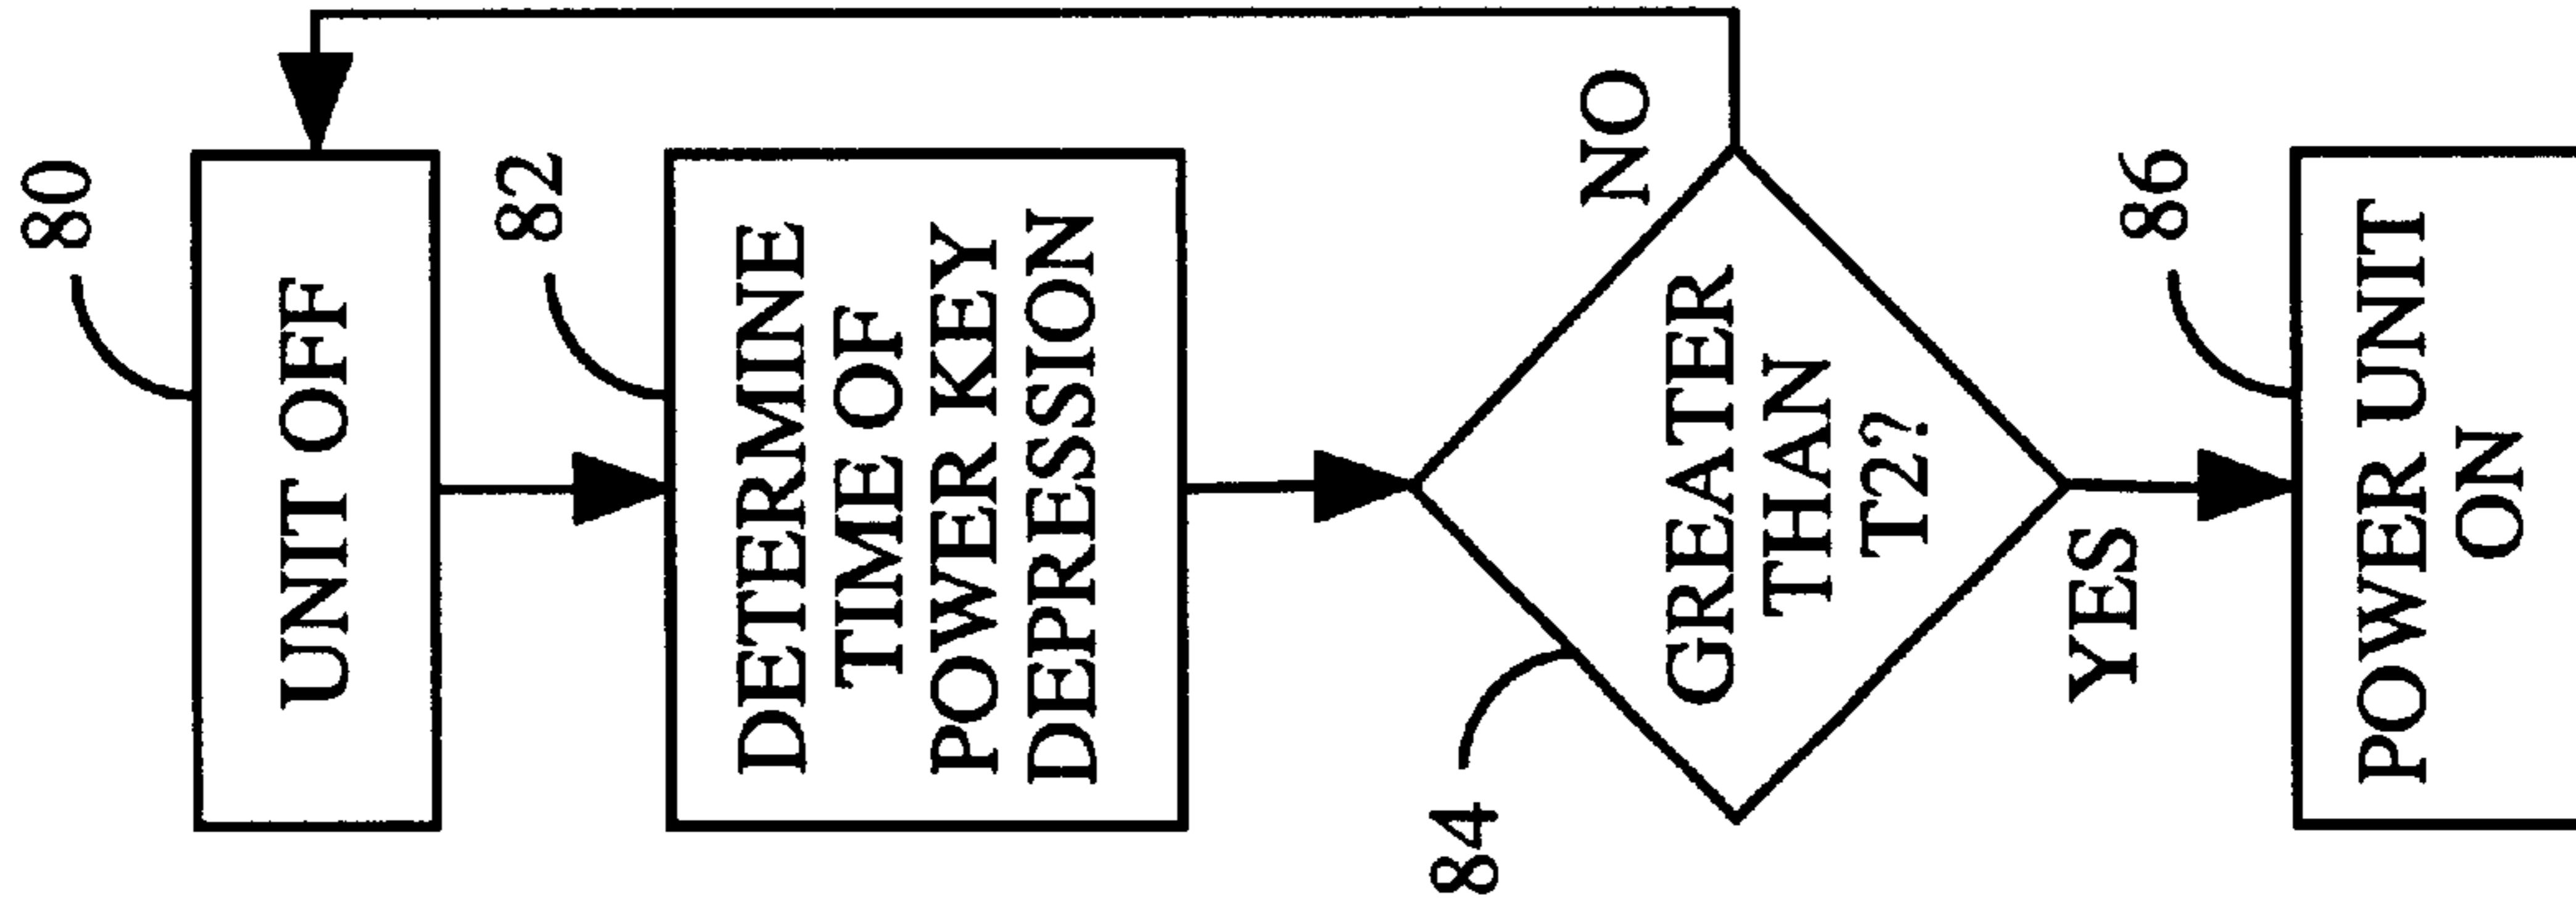 80
UNIT OFF
82
DETERMINE
TIME OF
POWER KEY
DEPRESSION
84
GREATER
THAN
T2?
NO
YES
86
POWER UNIT
ON